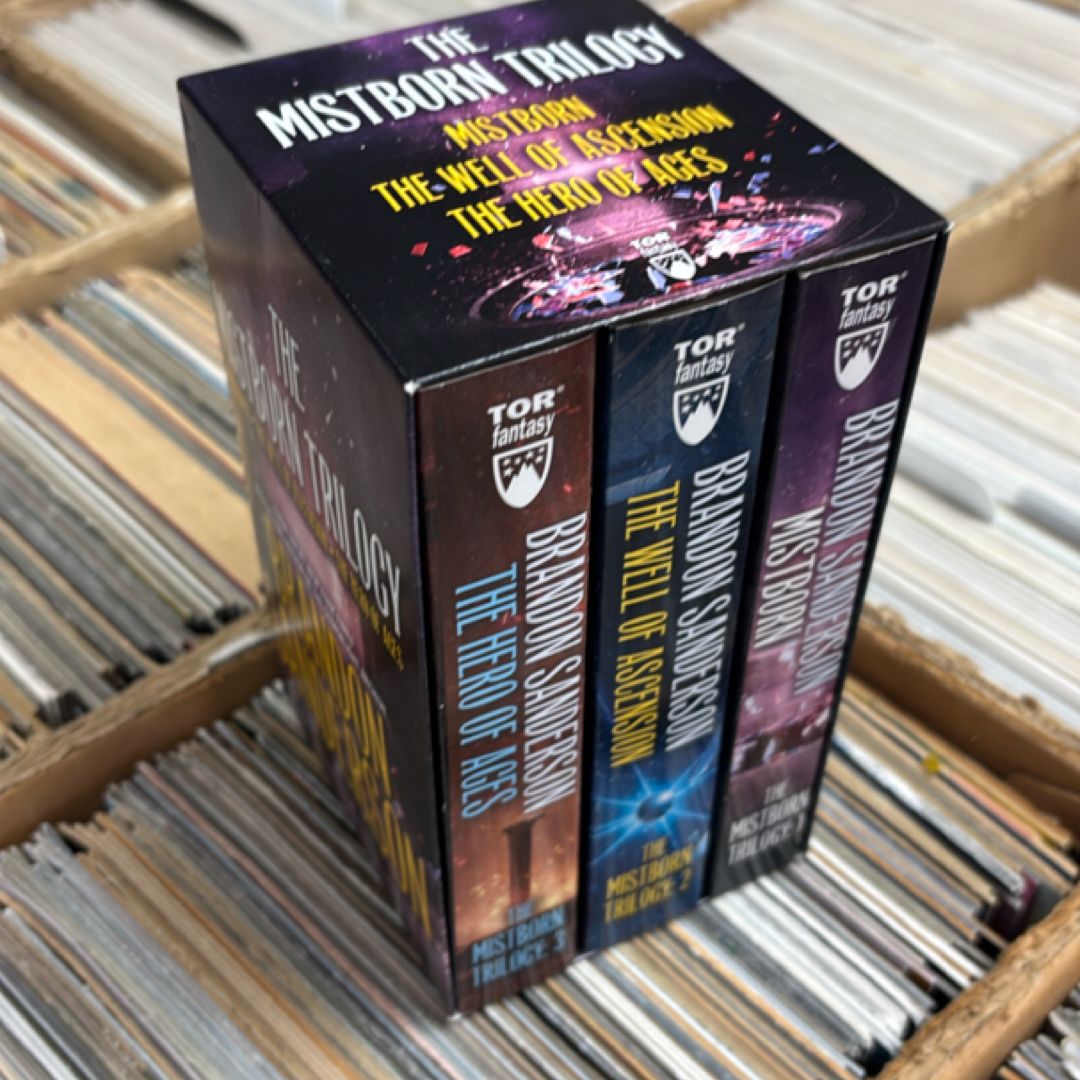 THE
MISTBORN TRILOGY
MISTBORN
THE WELL OF ASCENSION
THE HERO OF AGES
TOR
THE
MISTBORN TRILOGY
TOR®
fantasy
BRANDON SANDERSON
THE HERO OF AGES
THE
MISTBORN
TRILOGY: 3
TOR®
fantasy
BRANDON SANDERSON
THE WELL OF ASCENSION
THE
MISTBORN
TRILOGY: 2
TOR®
fantasy
BRANDON SANDERSON
MISTBORN
THE
MISTBORN
TRILOGY: 1